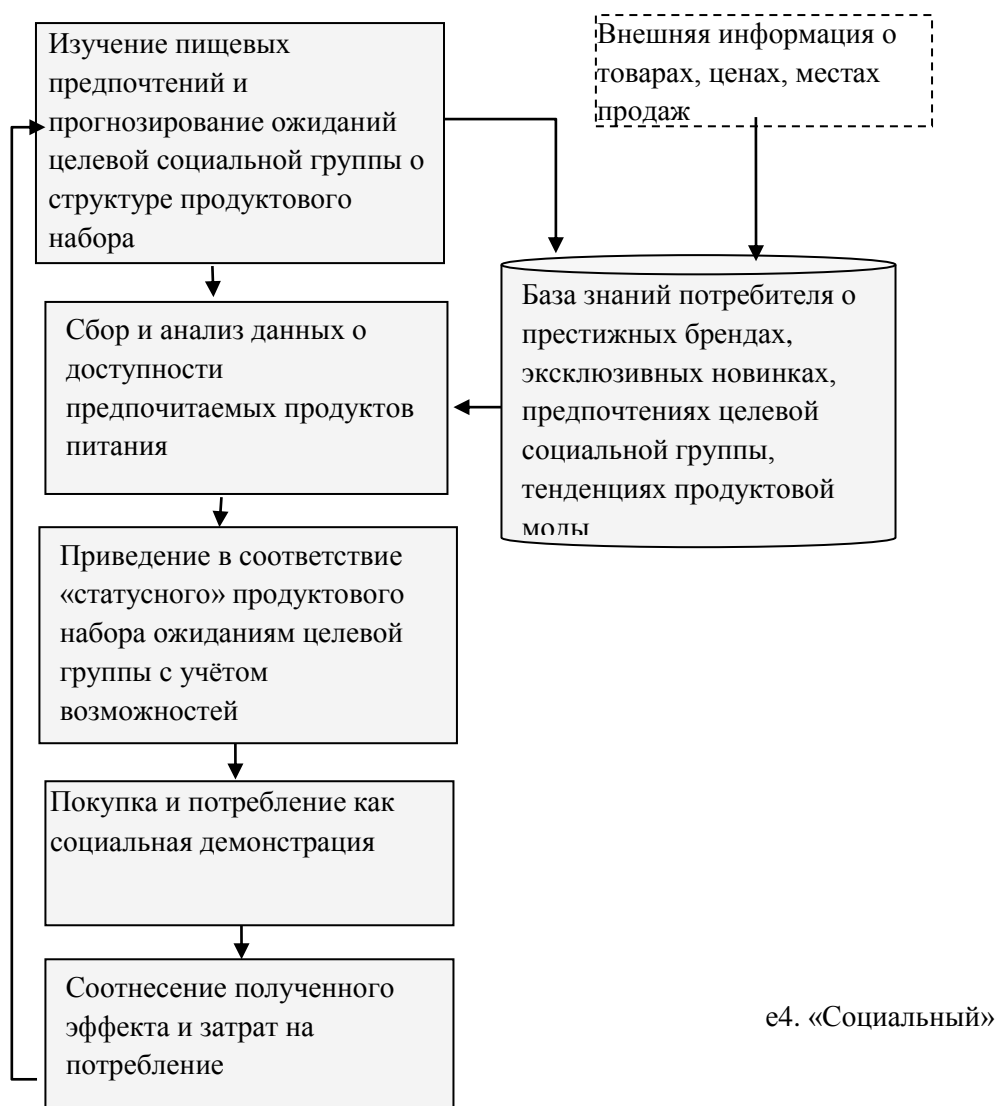 Изучение пищевых
предпочтений и
прогнозирование ожиданий
целевой социальной группы о
структуре продуктового
набора
Внешняя информация о
товарах, ценах, местах
продаж
База знаний потребителя о
престижных брендах,
эксклюзивных новинках,
предпочтениях целевой
социальной группы,
тенденциях продуктовой
моды
Сбор и анализ данных о
доступности
предпочитаемых продуктов
питания
Приведение в соответствие
«статусного» продуктового
набора ожиданиям целевой
группы с учётом
возможностей
Покупка и потребление как
социальная демонстрация
Соотнесение полученного
эффекта и затрат на
потребление
е4. «Социальный»